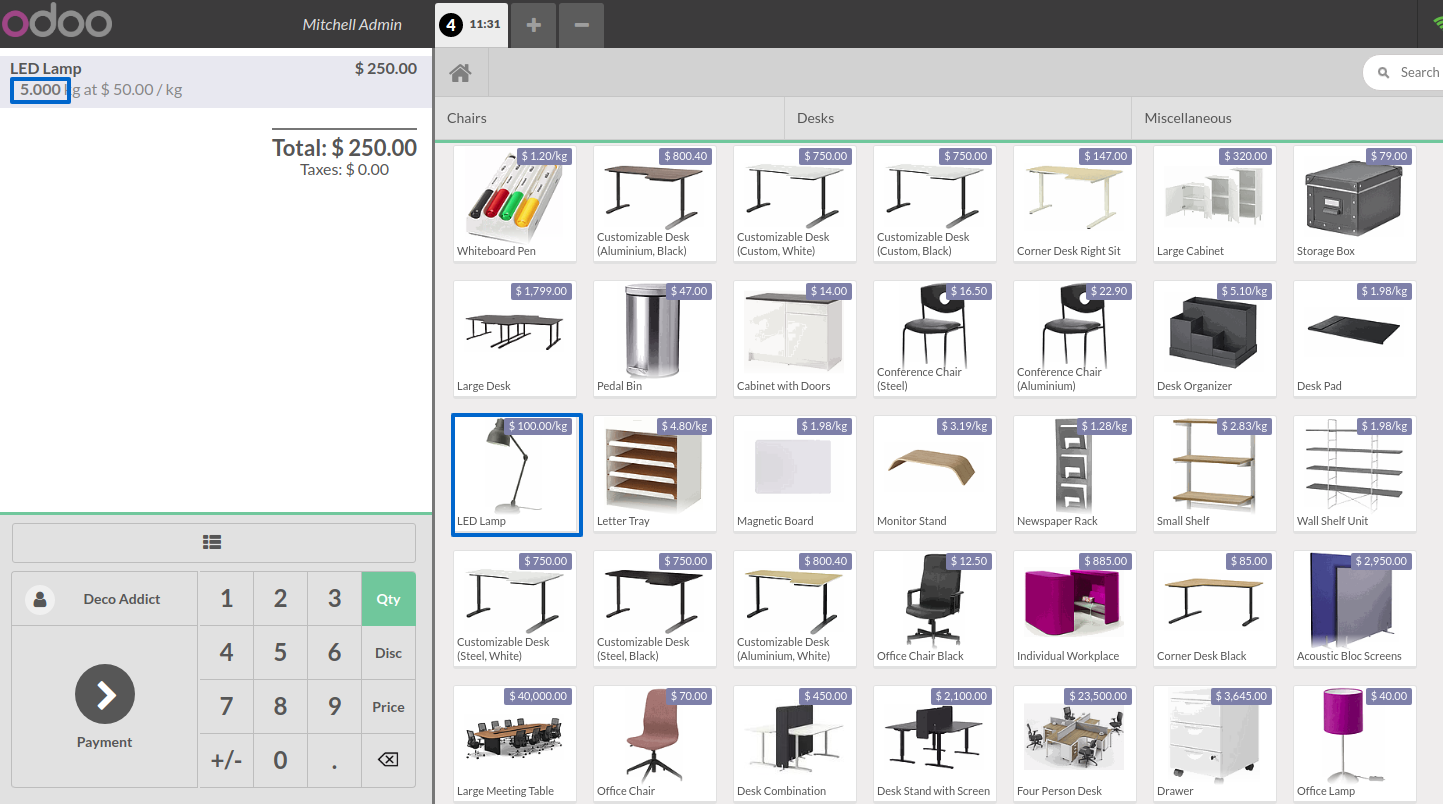 odoo
Mitchell Admin
4 11:31
LED Lamp $ 250.00
5.000 kg at $ 50.00 / kg
Total: $ 250.00
Taxes: $ 0.00
Search
Chairs Desks Miscellaneous
$ 1.20/kg
Whiteboard Pen
$ 800.40
Customizable Desk
(Aluminium, Black)
$ 750.00
Customizable Desk
(Custom, White)
$ 750.00
Customizable Desk
(Custom, Black)
$ 147.00
Corner Desk Right Sit
$ 320.00
Large Cabinet
$ 79.00
Storage Box
$ 1,799.00
Large Desk
$ 47.00
Pedal Bin
$ 14.00
Cabinet with Doors
$ 16.50
Conference Chair
(Steel)
$ 22.90
Conference Chair
(Aluminium)
$ 5.10/kg
Desk Organizer
$ 1.98/kg
Desk Pad
$ 100.00/kg
LED Lamp
$ 4.80/kg
Letter Tray
$ 1.98/kg
Magnetic Board
$ 3.19/kg
Monitor Stand
$ 1.28/kg
Newspaper Rack
$ 2.83/kg
Small Shelf
$ 1.98/kg
Wall Shelf Unit
$ 750.00
Customizable Desk
(Steel, White)
$ 750.00
Customizable Desk
(Steel, Black)
$ 800.40
Customizable Desk
(Aluminium, White)
$ 12.50
Office Chair Black
$ 885.00
Individual Workplace
$ 85.00
Corner Desk Black
$ 2,950.00
Acoustic Bloc Screens
$ 40,000.00
Large Meeting Table
$ 70.00
Office Chair
$ 450.00
Desk Combination
$ 2,100.00
Desk Stand with Screen
$ 23,500.00
Four Person Desk
$ 3,645.00
Drawer
$ 40.00
Office Lamp
Deco Addict
Payment
1 2 3 Qty
4 5 6 Disc
7 8 9 Price
+/- 0 .